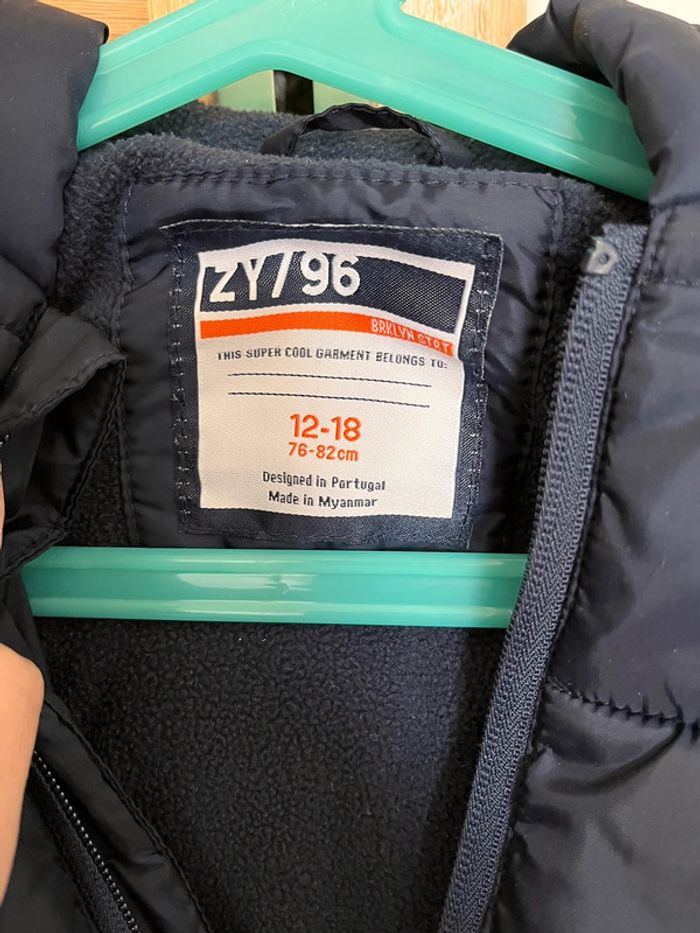 ZY/96
BRKLYN STRT
THIS SUPER COOL GARMENT BELONGS TO:
12-18
76-82cm
Designed in Portugal
Made in Myanmar